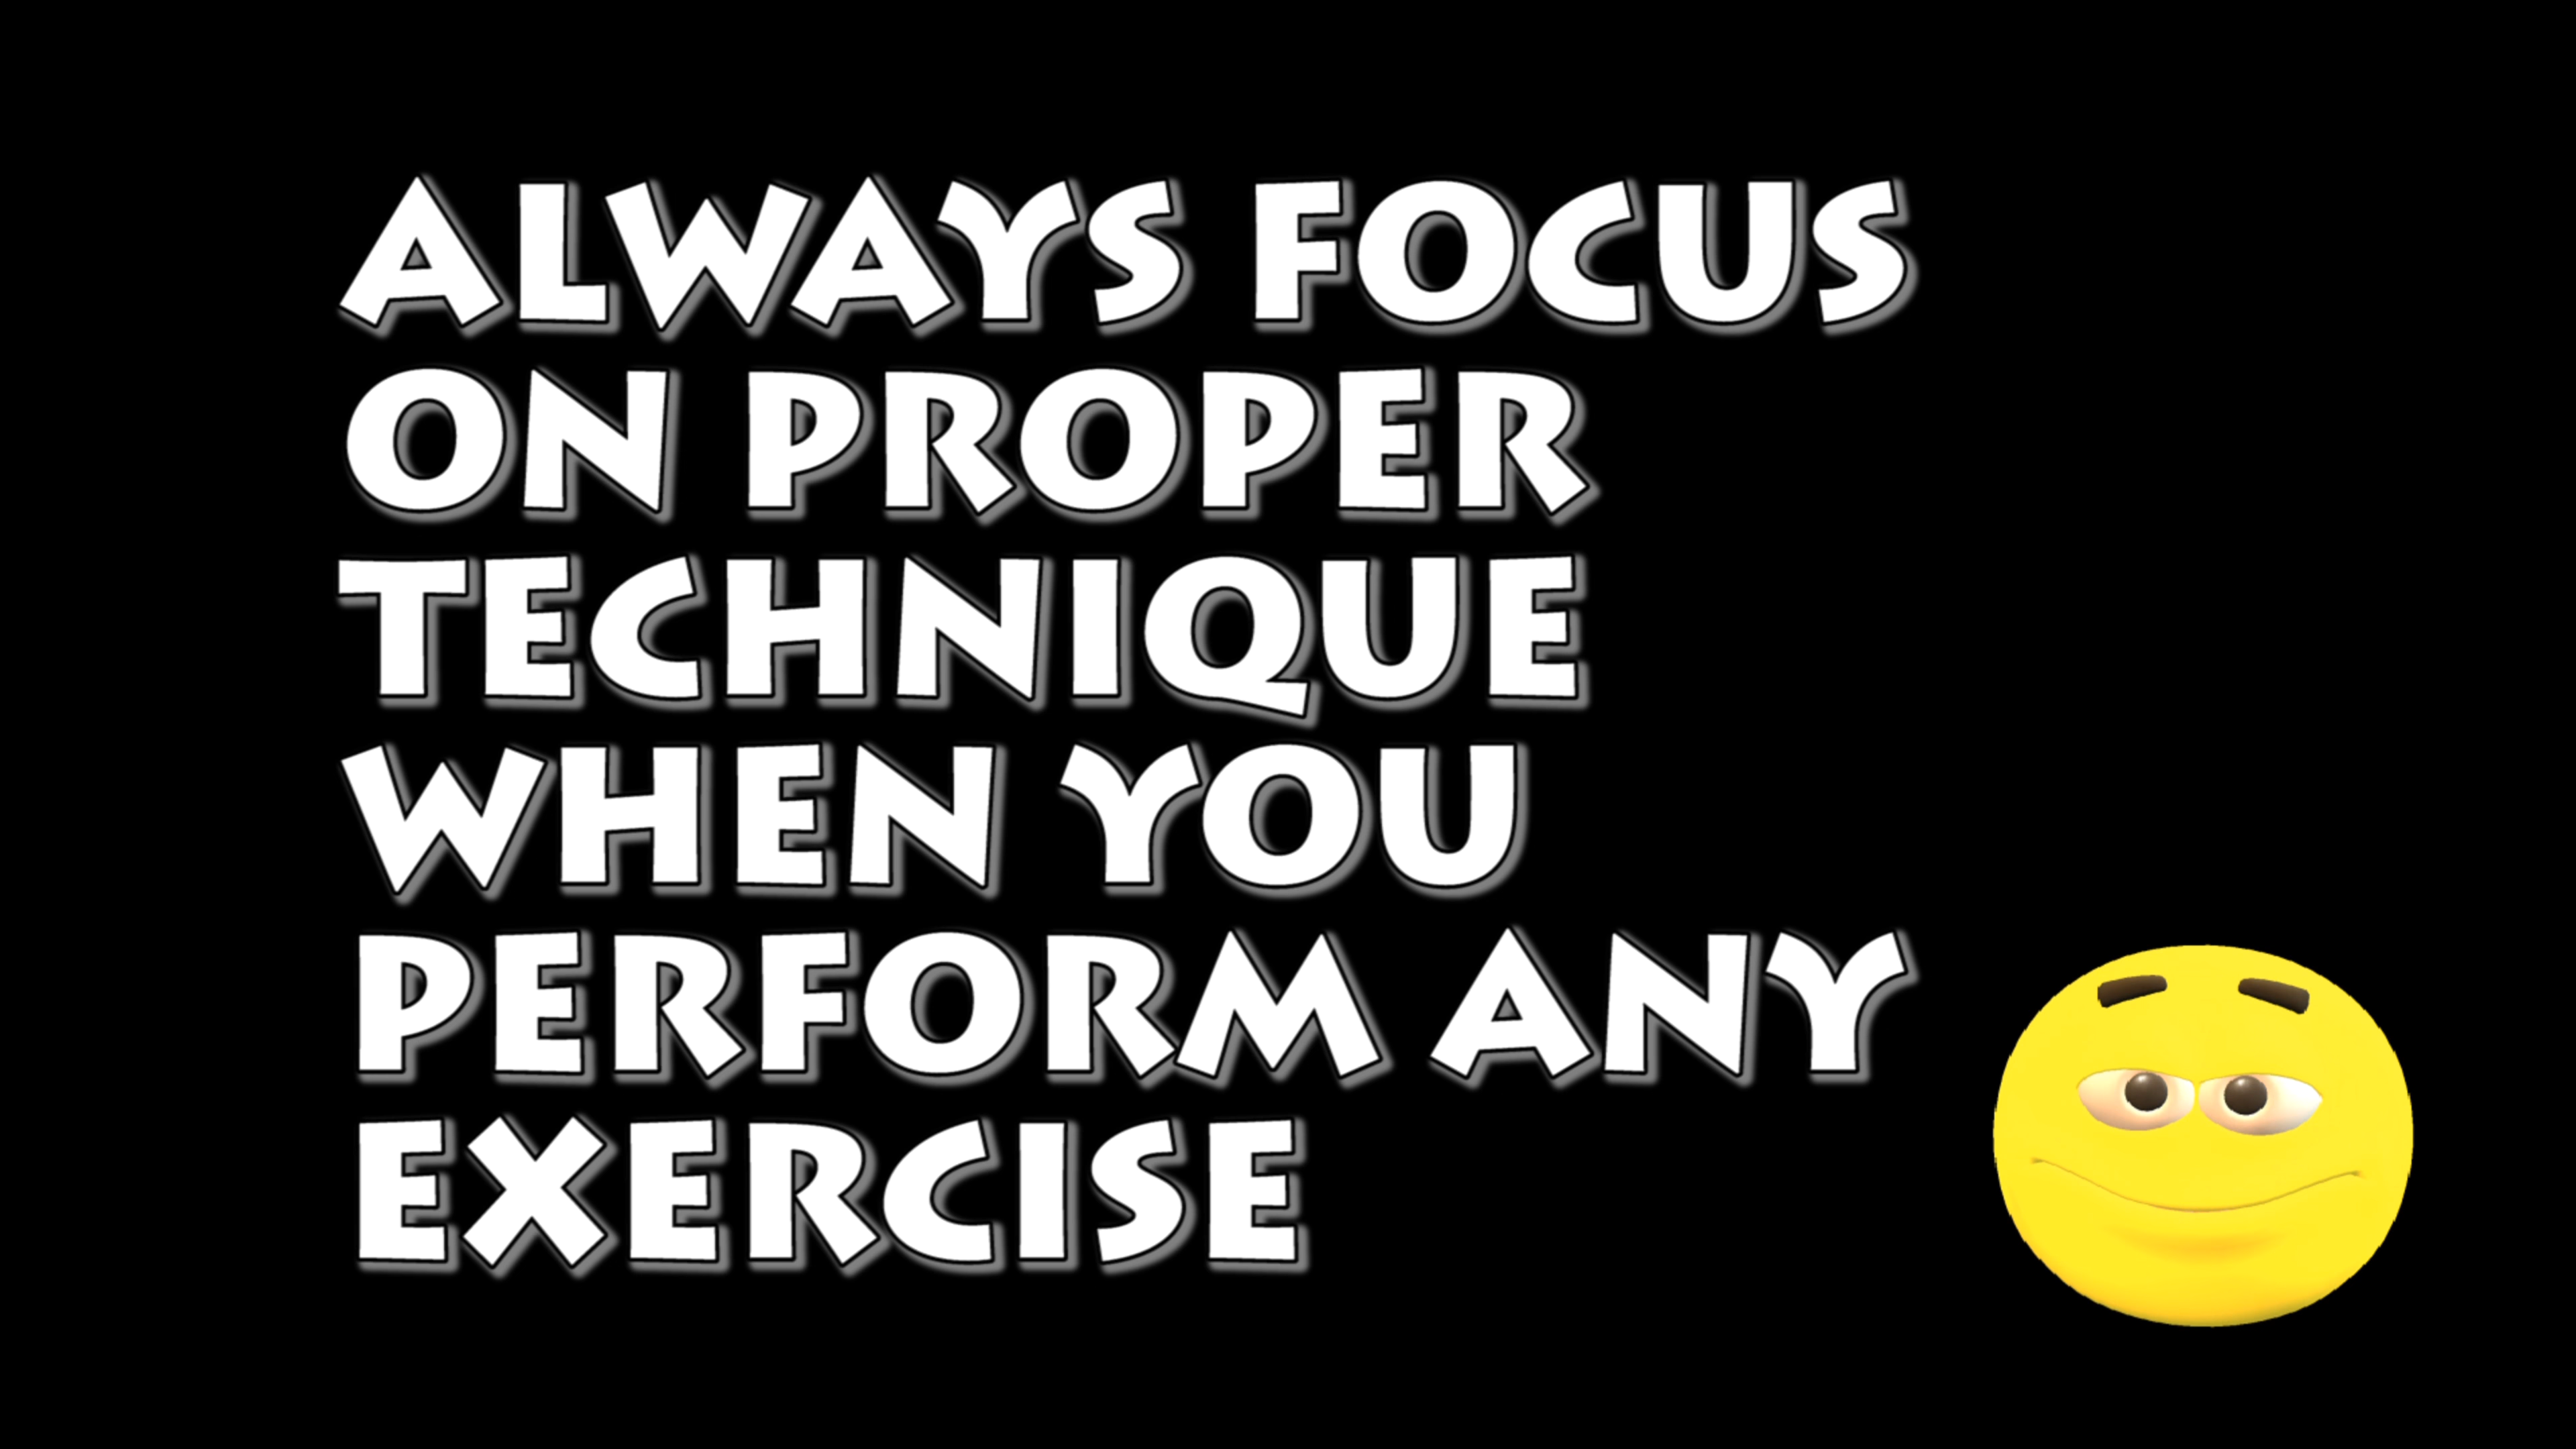 ALWAYS FOCUS
ON PROPER
TECHNIQUE
WHEN YOU
PERFORM ANY
EXERCISE